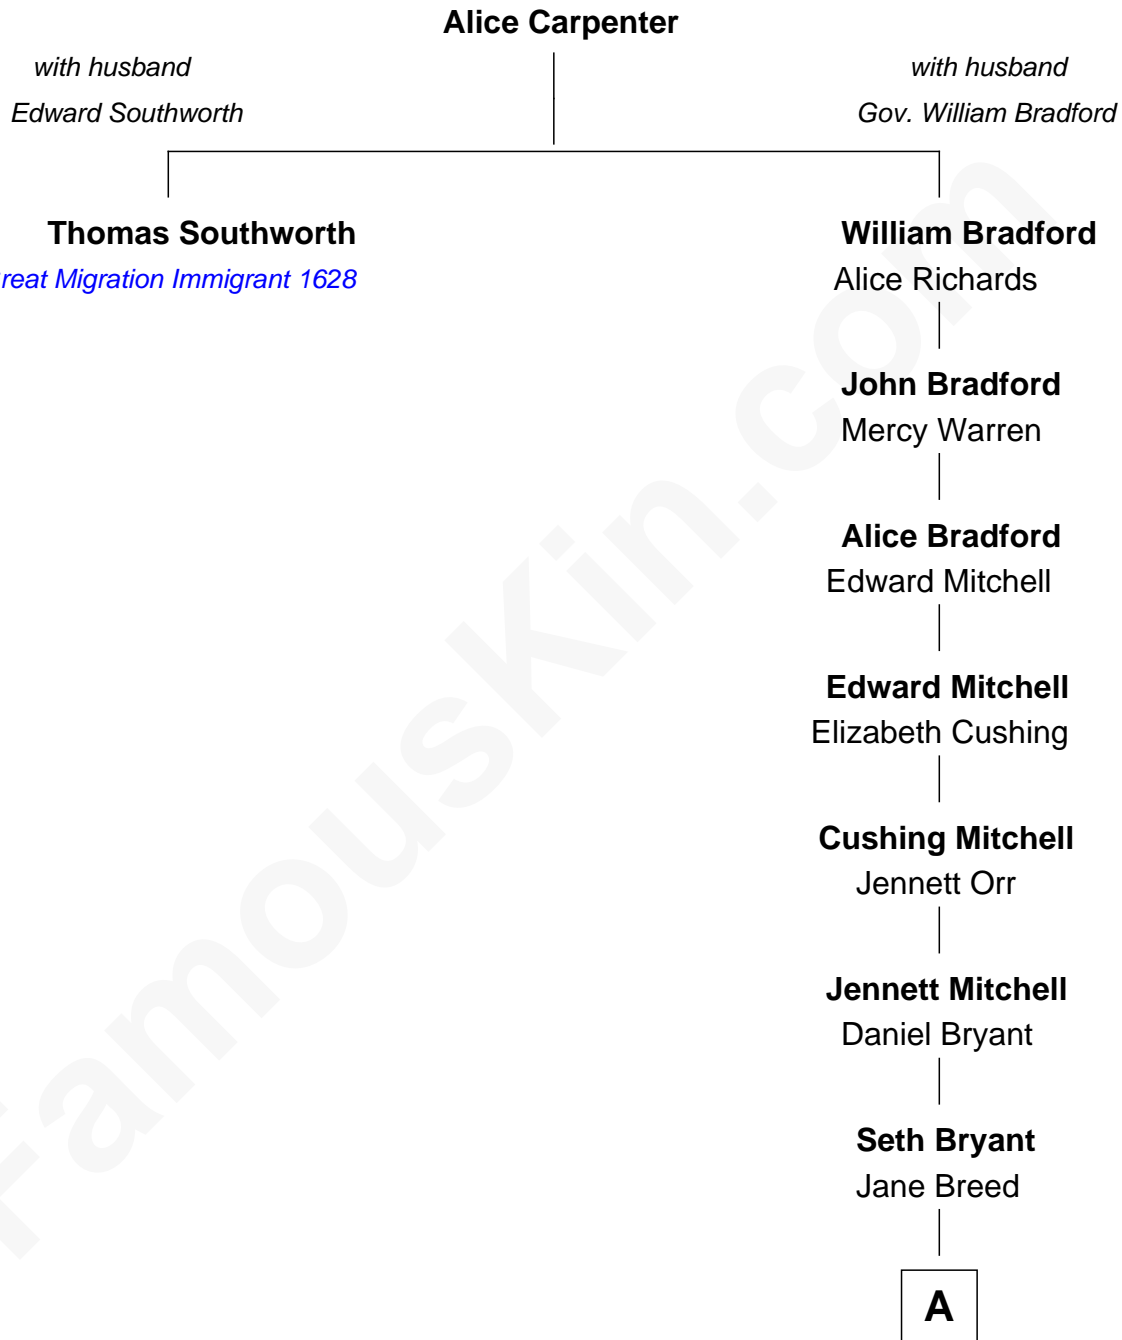 Alice Carpenter
with husband
Edward Southworth
with husband
Gov. William Bradford
Thomas Southworth
Migration Immigrant 1628
William Bradford
Alice Richards
John Bradford
Mercy Warren
Alice Bradford
Edward Mitchell
Edward Mitchell
Elizabeth Cushing
Cushing Mitchell
Jennett Orr
Jennett Mitchell
Daniel Bryant
Seth Bryant
Jane Breed
A
FamousKin.com